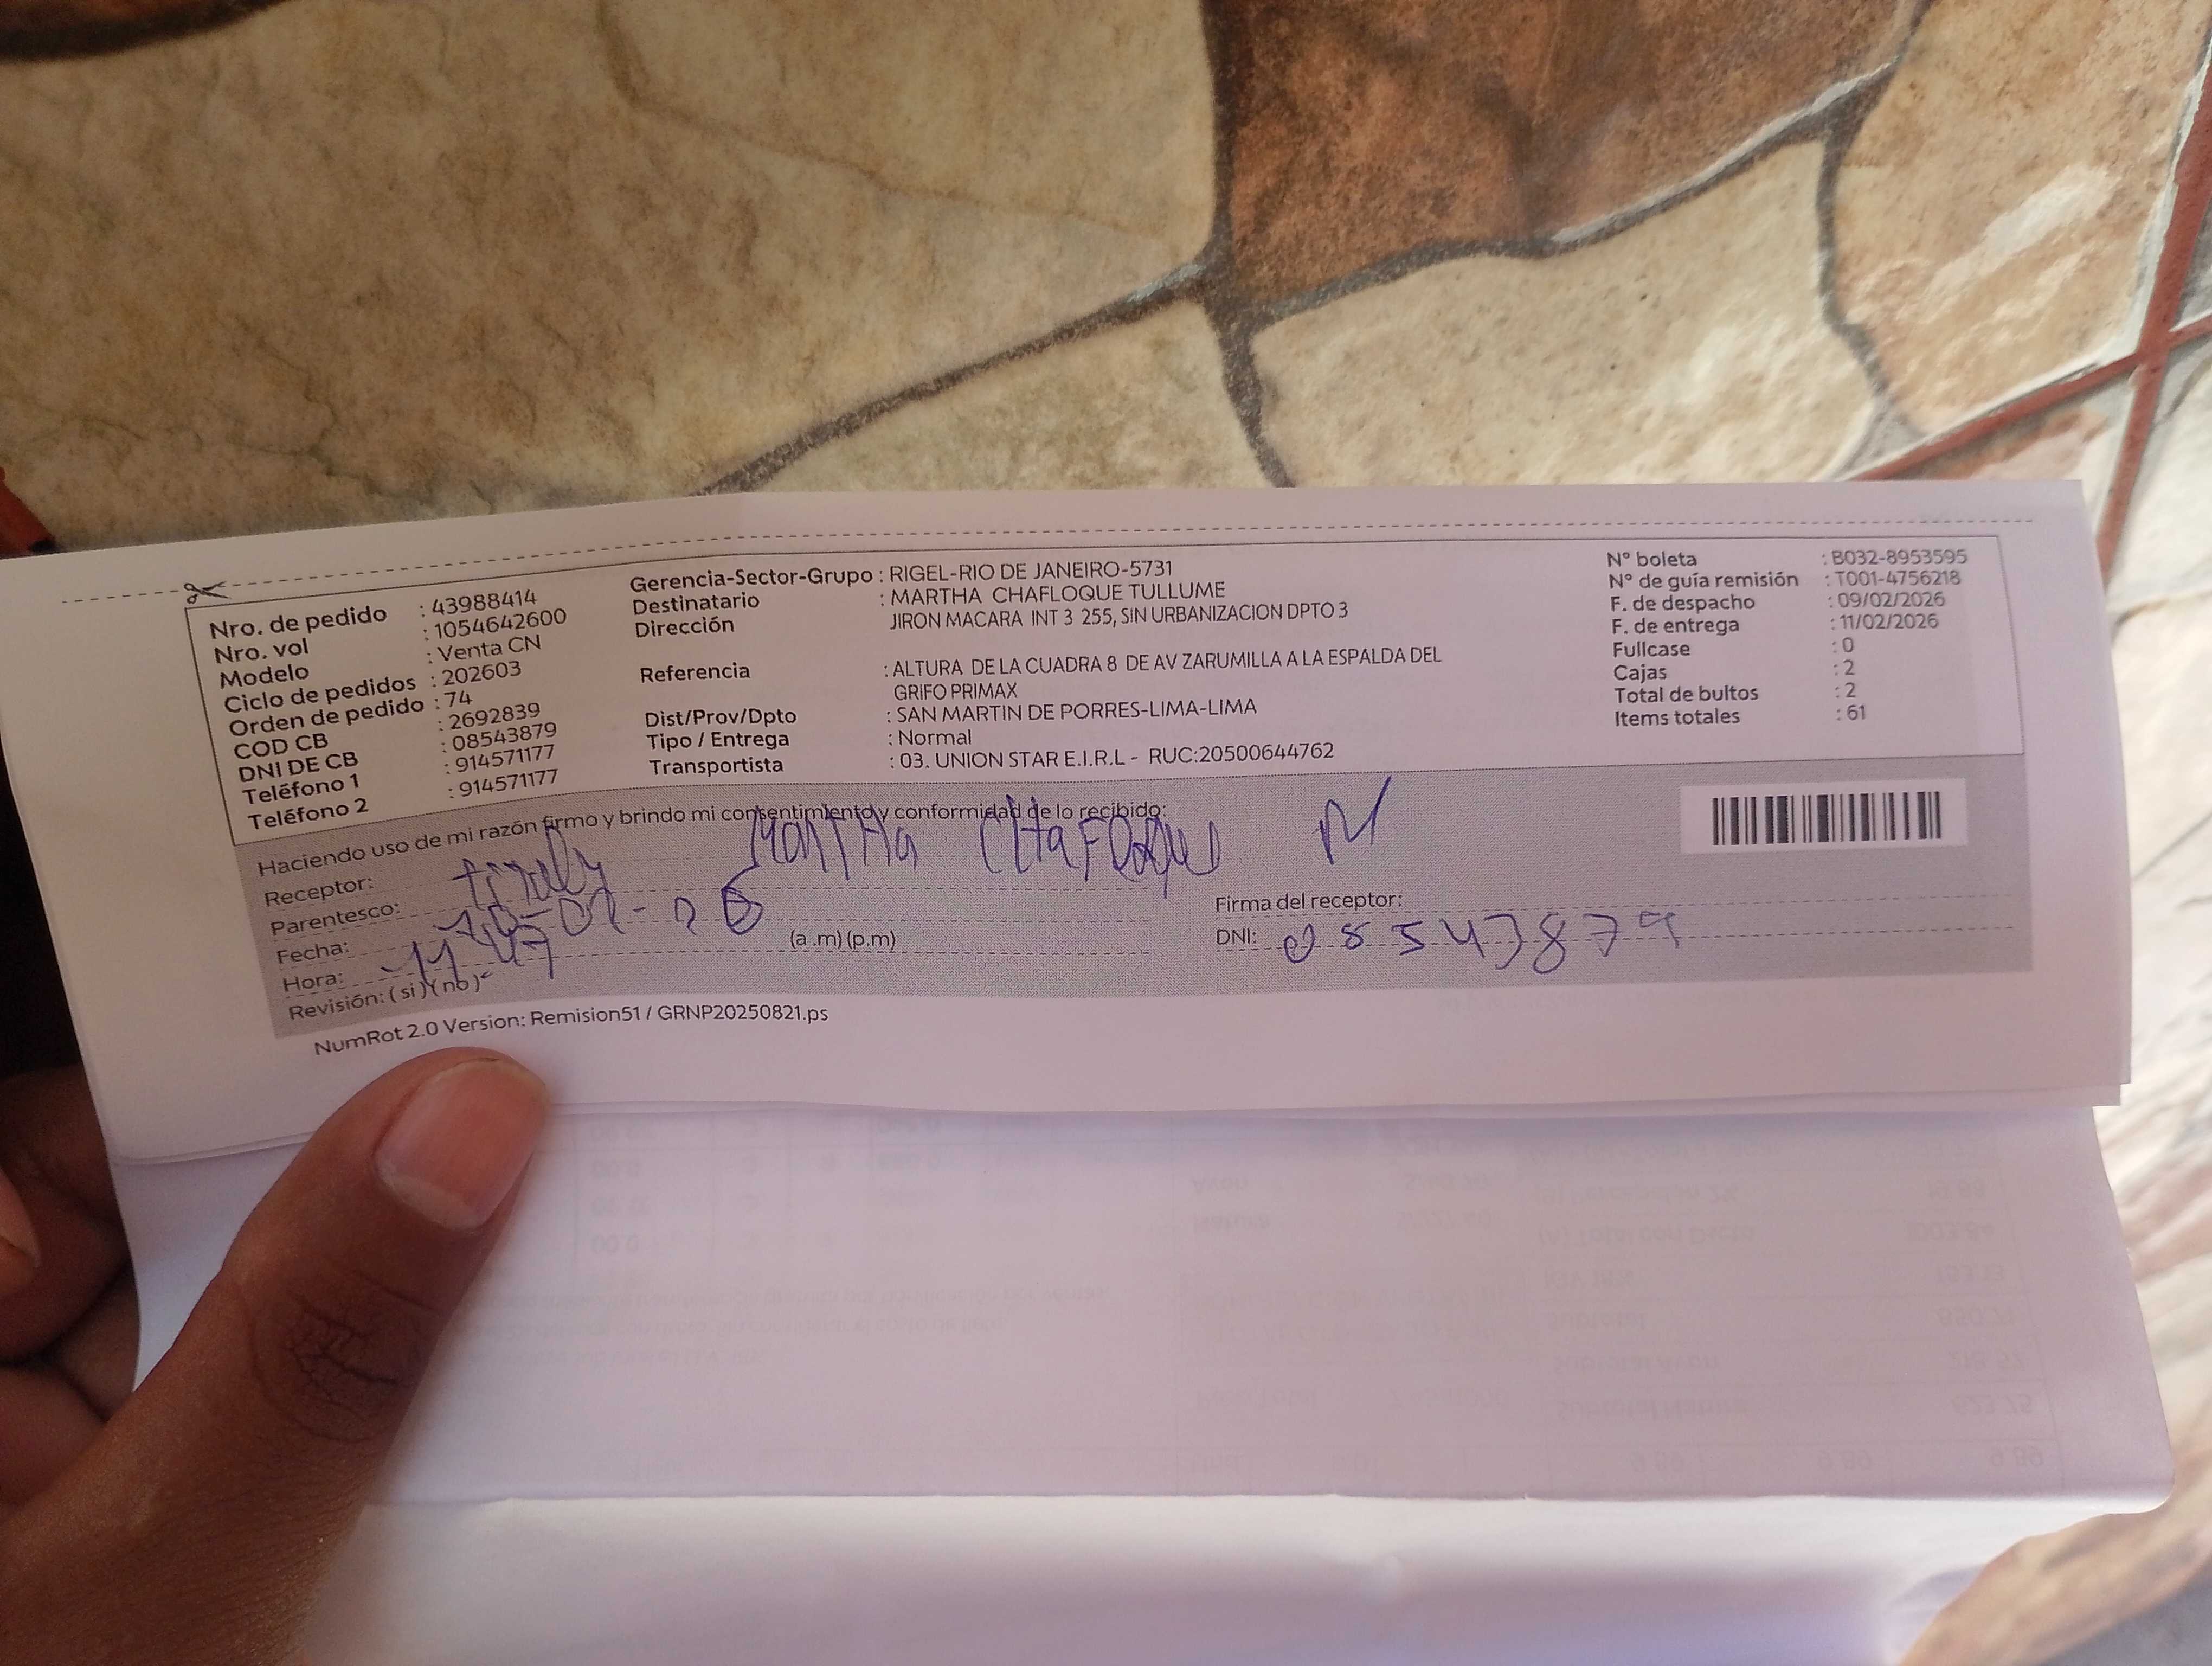 Nro. de pedido : 43988414
Nro. vol : 1054642600
Modelo : Venta CN
Ciclo de pedidos : 202603
Orden de pedido : 74
COD CB : 2692839
DNI DE CB : 08543879
Teléfono 1 : 914571177
Teléfono 2 : 914571177
Gerencia-Sector-Grupo : RIGEL-RIO DE JANEIRO-5731
Destinatario : MARTHA CHAFLOQUE TULLUME
Dirección JIRON MACARA INT 3 255, SIN URBANIZACION DPTO 3
Referencia : ALTURA DE LA CUADRA 8 DE AV ZARUMILLA A LA ESPALDA DEL
GRIFO PRIMAX
Dist/Prov/Dpto : SAN MARTIN DE PORRES-LIMA-LIMA
Tipo / Entrega : Normal
Transportista : 03. UNION STAR E.I.R.L - RUC:20500644762
N° boleta : B032-8953595
N° de guía remisión : T001-4756218
F. de despacho : 09/02/2026
F. de entrega : 11/02/2026
Fullcase : 0
Cajas : 2
Total de bultos : 2
Items totales : 61
Haciendo uso de mi razón firmo y brindo mi consentimiento y conformidad de lo recibido:
Receptor: MARTHA
Parentesco:
Fecha:
Hora: 11 47 (a .m) (p.m)
Revisión: ( si ) ( no )
Firma del receptor:
DNI: 08543879
NumRot 2.0 Version: Remision51 / GRNP20250821.ps